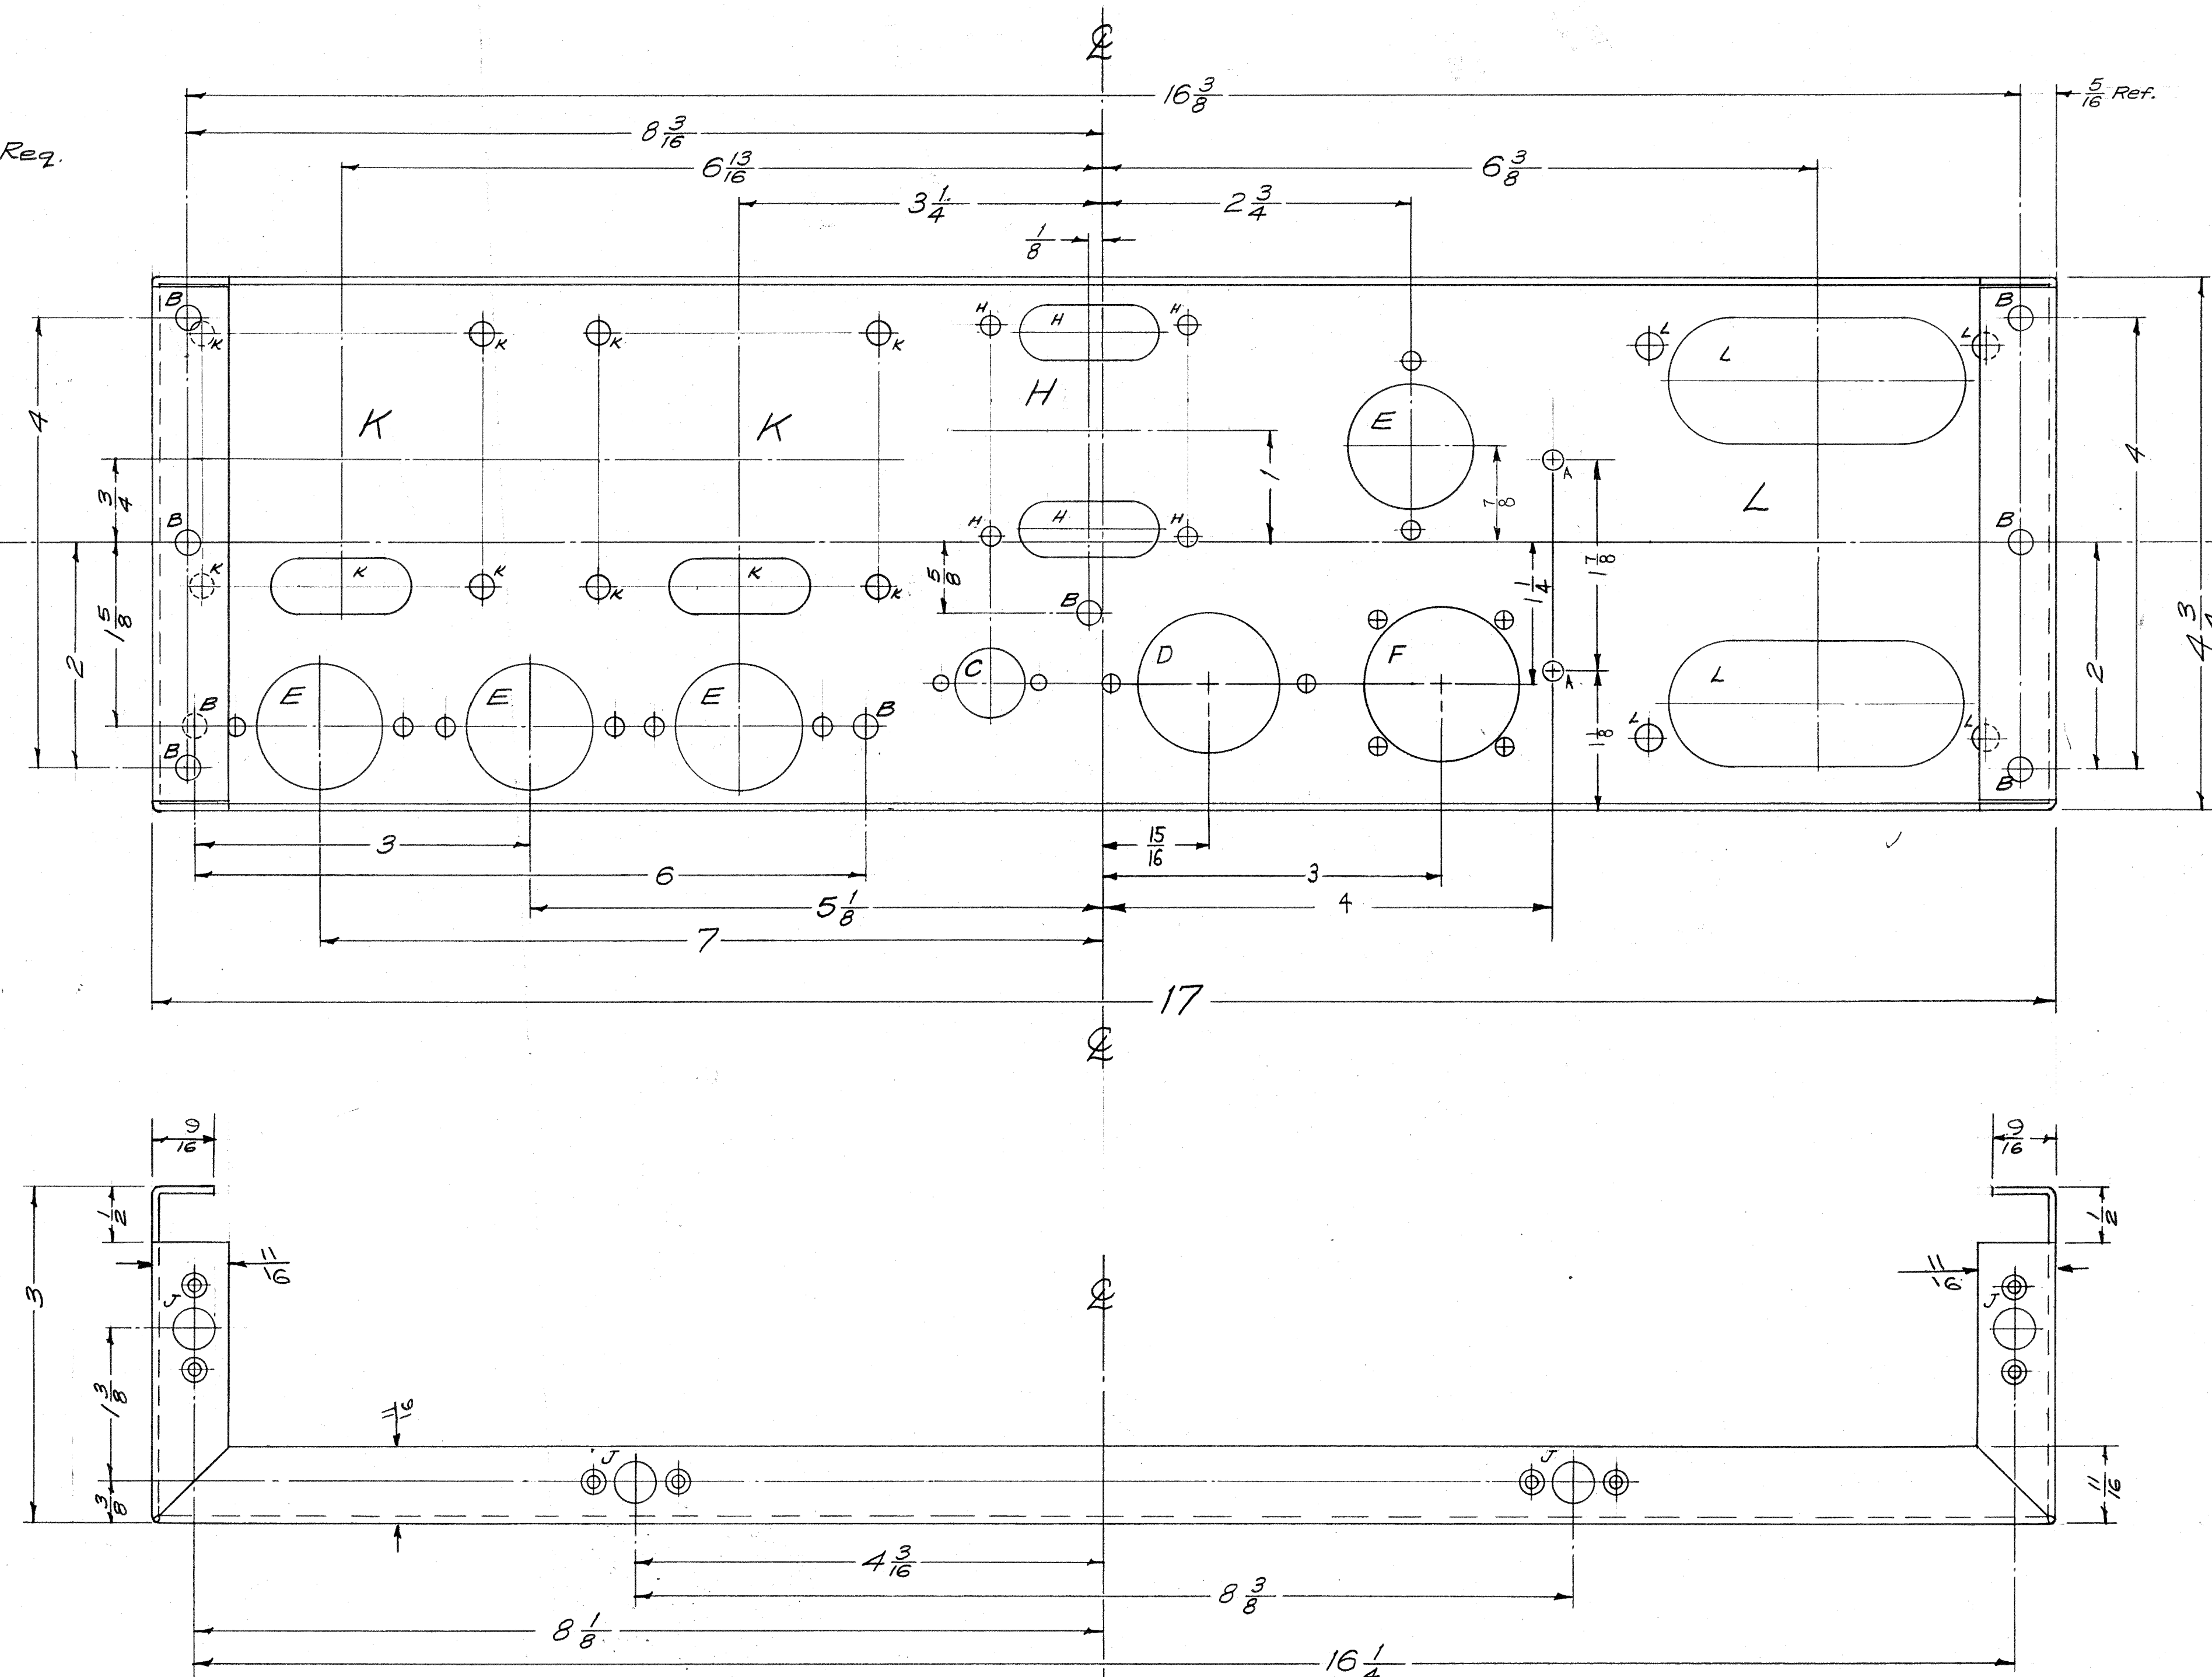 ℄
16 3/8
5/16 Ref.
8 3/16
Req.
6 13/16
6 3/8
3 1/4
2 3/4
1/8
B
B
K
K
K
K
H
H
H
L
L
L
H
K
K
E
4
1
7/8
A
L
4
3/4
B
H
H
H
B
K
K
K
K
K
K
5/8
1 1/4
1 7/8
4 3/4
1 5/8
2
B
C
D
F
A
L
2
B
B
E
E
E
B
L
L
1 1/8
B
3
15/16
6
3
5 1/8
4
7
17
℄
9/16
9/16
1/2
1/2
11/16
11/16
3
J
℄
J
1 3/8
11/16
J
J
3/8
11/16
4 3/16
8 3/8
8 1/8
16 1/4